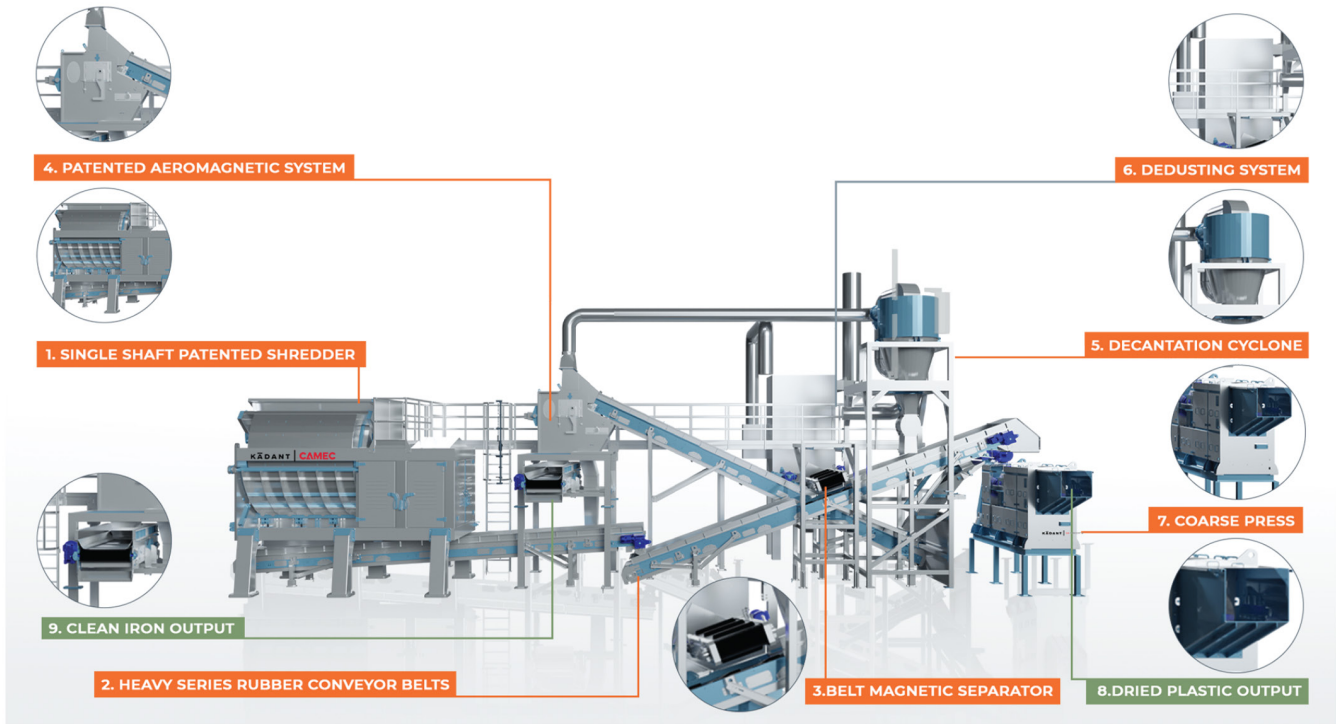 4. PATENTED AEROMAGNETIC SYSTEM
6. DEDUSTING SYSTEM
1. SINGLE SHAFT PATENTED SHREDDER
5. DECANTATION CYCLONE
KADANT | CAMEC
7. COARSE PRESS
KADANT
9. CLEAN IRON OUTPUT
2. HEAVY SERIES RUBBER CONVEYOR BELTS
3.BELT MAGNETIC SEPARATOR
8.DRIED PLASTIC OUTPUT